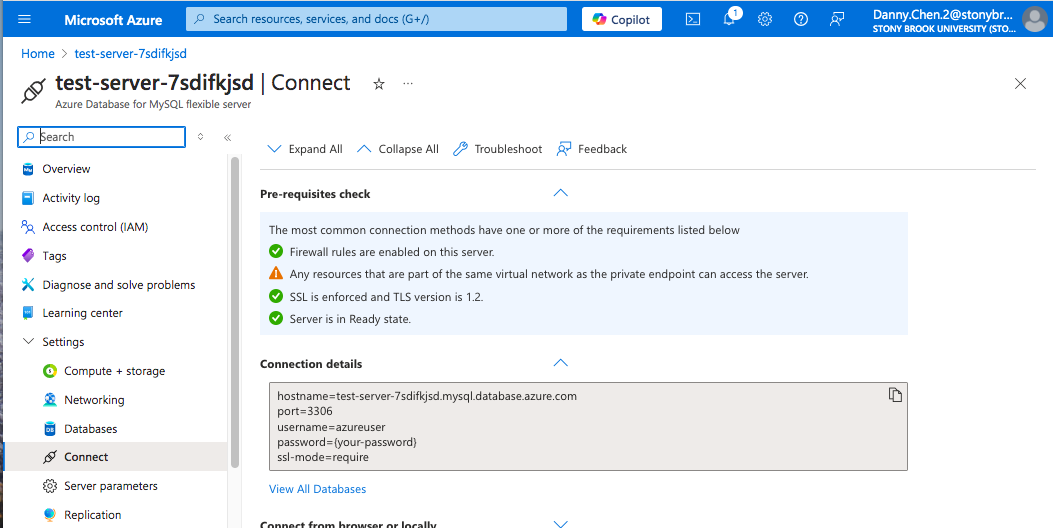 Microsoft Azure
Search resources, services, and docs (G+/)
Copilot
1
Danny.Chen.2@stonybr...
STONY BROOK UNIVERSITY (STO...
Home > test-server-7sdifkjsd
test-server-7sdifkjsd | Connect
Azure Database for MySQL flexible server
Search
Overview
Activity log
Access control (IAM)
Tags
Diagnose and solve problems
Learning center
Settings
Compute + storage
Networking
Databases
Connect
Server parameters
Replication
Expand All
Collapse All
Troubleshoot
Feedback
Pre-requisites check
The most common connection methods have one or more of the requirements listed below
Firewall rules are enabled on this server.
Any resources that are part of the same virtual network as the private endpoint can access the server.
SSL is enforced and TLS version is 1.2.
Server is in Ready state.
Connection details
hostname=test-server-7sdifkjsd.mysql.database.azure.com
port=3306
username=azureuser
password={your-password}
ssl-mode=require
View All Databases
Connect from browser or locally